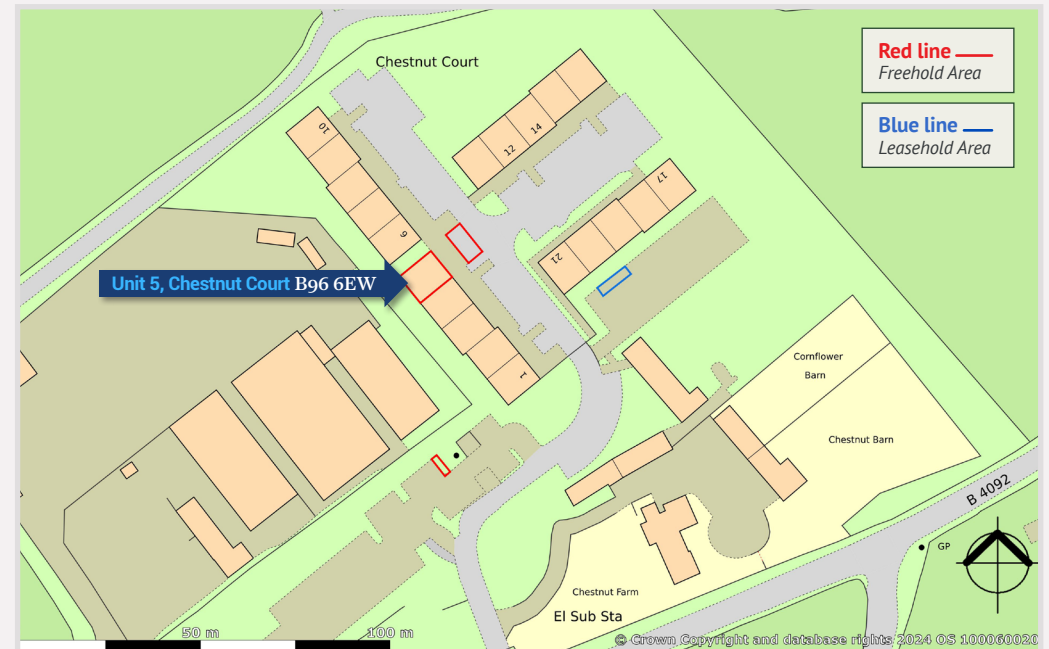 Chestnut Court
Red line
Freehold Area
Blue line
Leasehold Area
10
14
12
17
6
21
Unit 5, Chestnut Court B96 6EW
1
Cornflower
Barn
Chestnut Barn
B 4092
GP
Chestnut Farm
El Sub Sta
50 m
100 m
© Crown Copyright and database rights 2024 OS 100060020